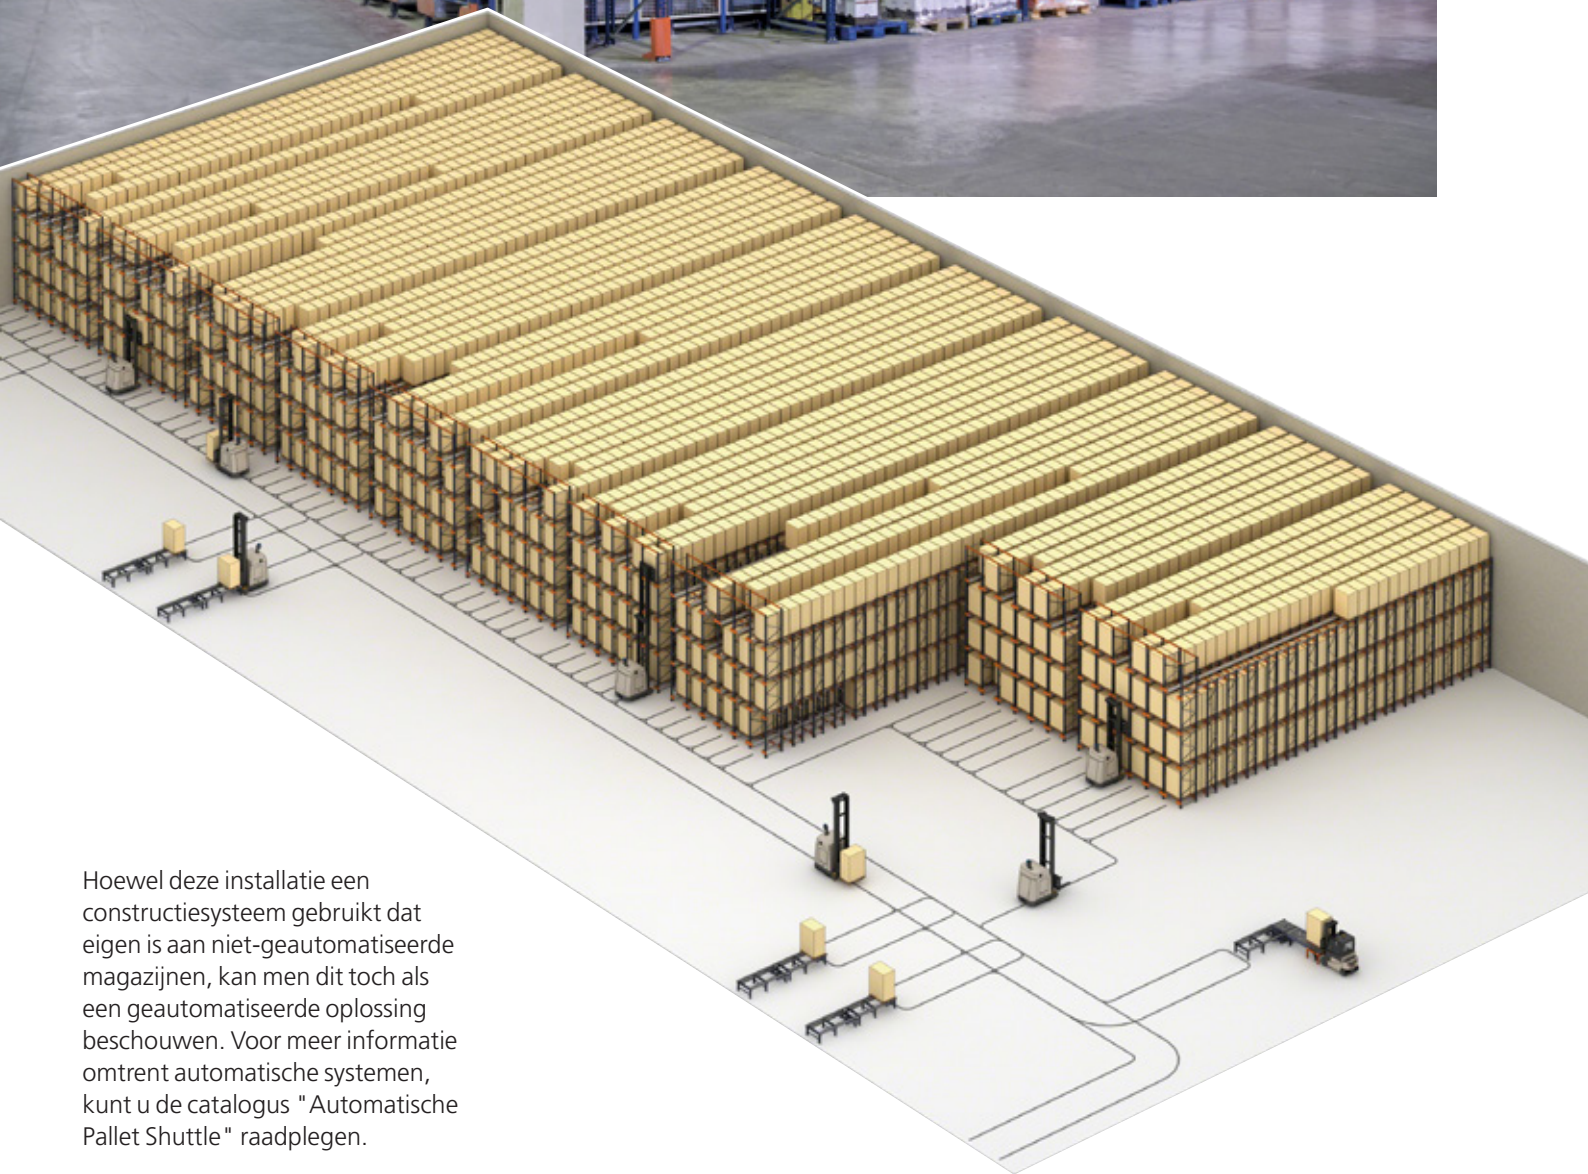 Hoewel deze installatie een
constructiesysteem gebruikt dat
eigen is aan niet-geautomatiseerde
magazijnen, kan men dit toch als
een geautomatiseerde oplossing
beschouwen. Voor meer informatie
omtrent automatische systemen,
kunt u de catalogus "Automatische
Pallet Shuttle" raadplegen.